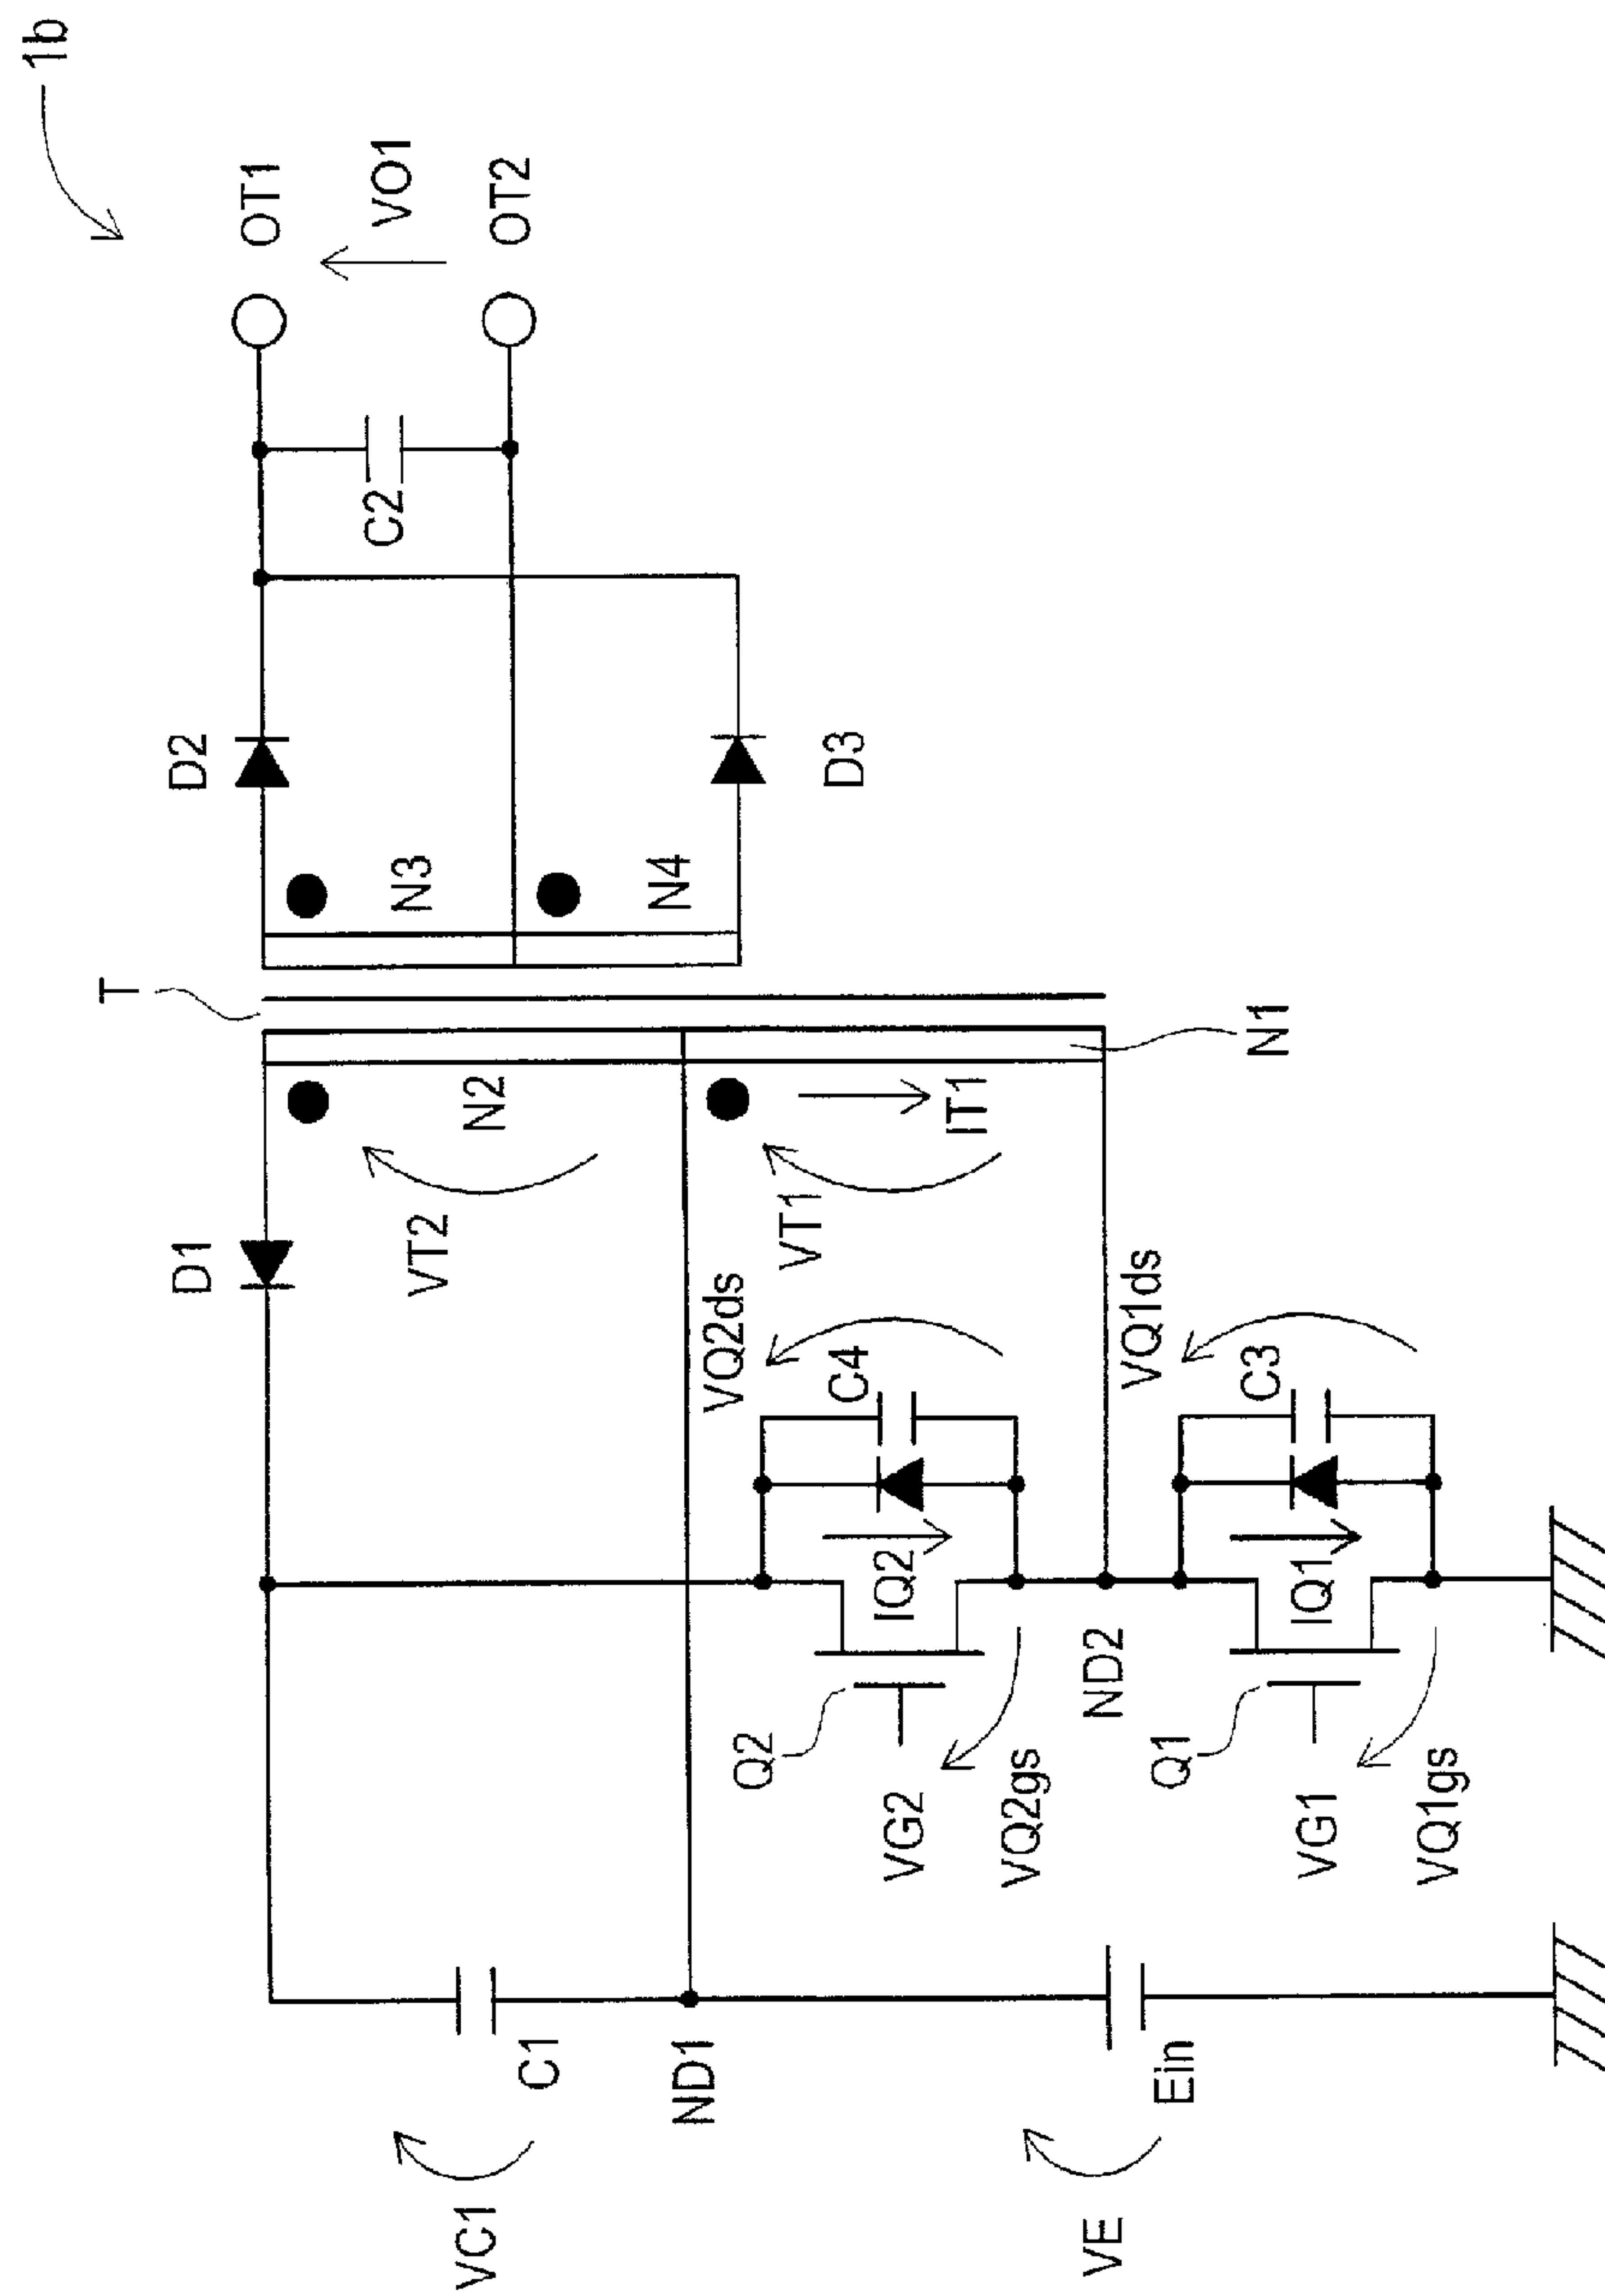 1b
OT1
VO1
OT2
C2
D2
D3
N3
N4
T
N1
N2
IT1
D1
VT2
VT1
VQ2ds
VQ1ds
C4
C3
IQ2
IQ1
ND2
Q2
Q1
VG2
VQ2gs
VG1
VQ1gs
C1
ND1
Ein
VC1
VE